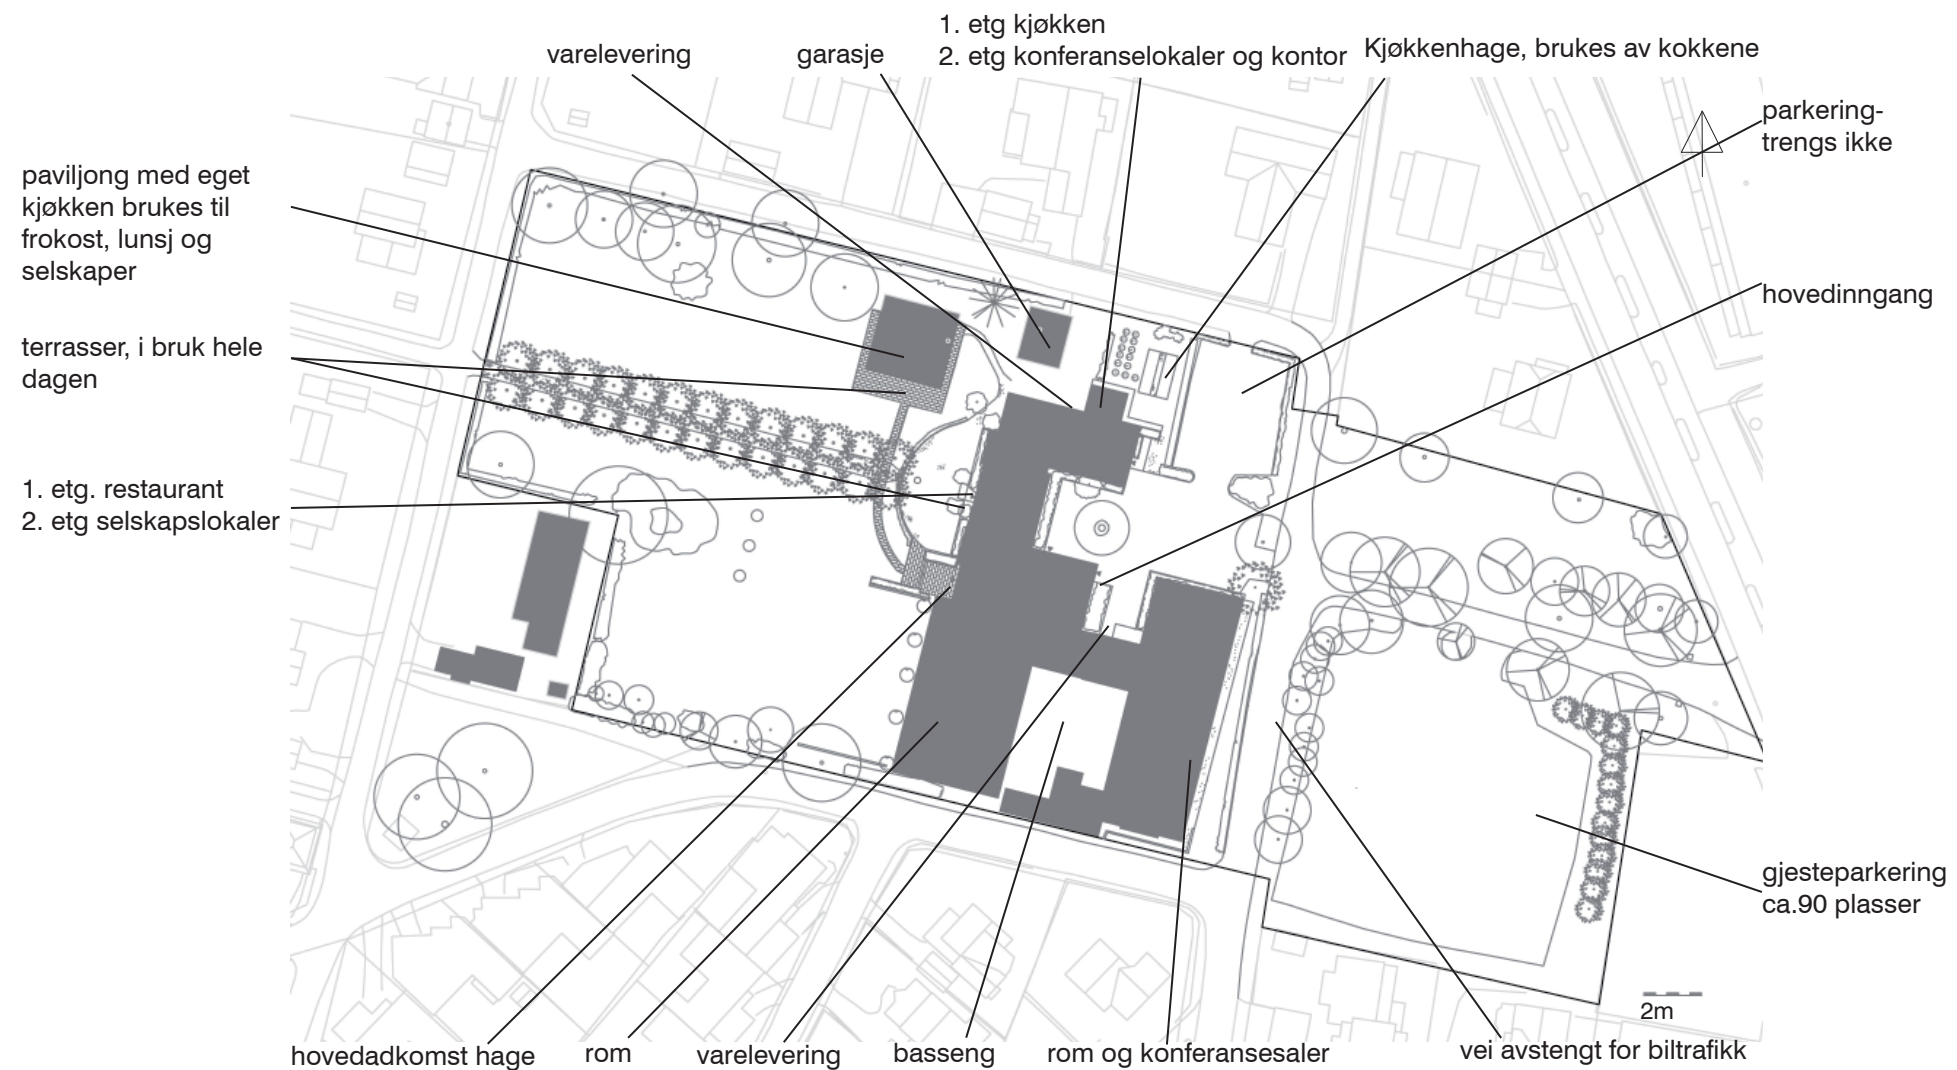 1. etg kjøkken
2. etg konferanselokaler og kontor
varelevering
garasje
Kjøkkenhage, brukes av kokkene
parkering-
trengs ikke
paviljong med eget
kjøkken brukes til
frokost, lunsj og
selskaper
hovedinngang
terrasser, i bruk hele
dagen
1. etg. restaurant
2. etg selskapslokaler
gjesteparkering
ca.90 plasser
2m
hovedadkomst hage
rom
varelevering
basseng
rom og konferansesaler
vei avstengt for biltrafikk